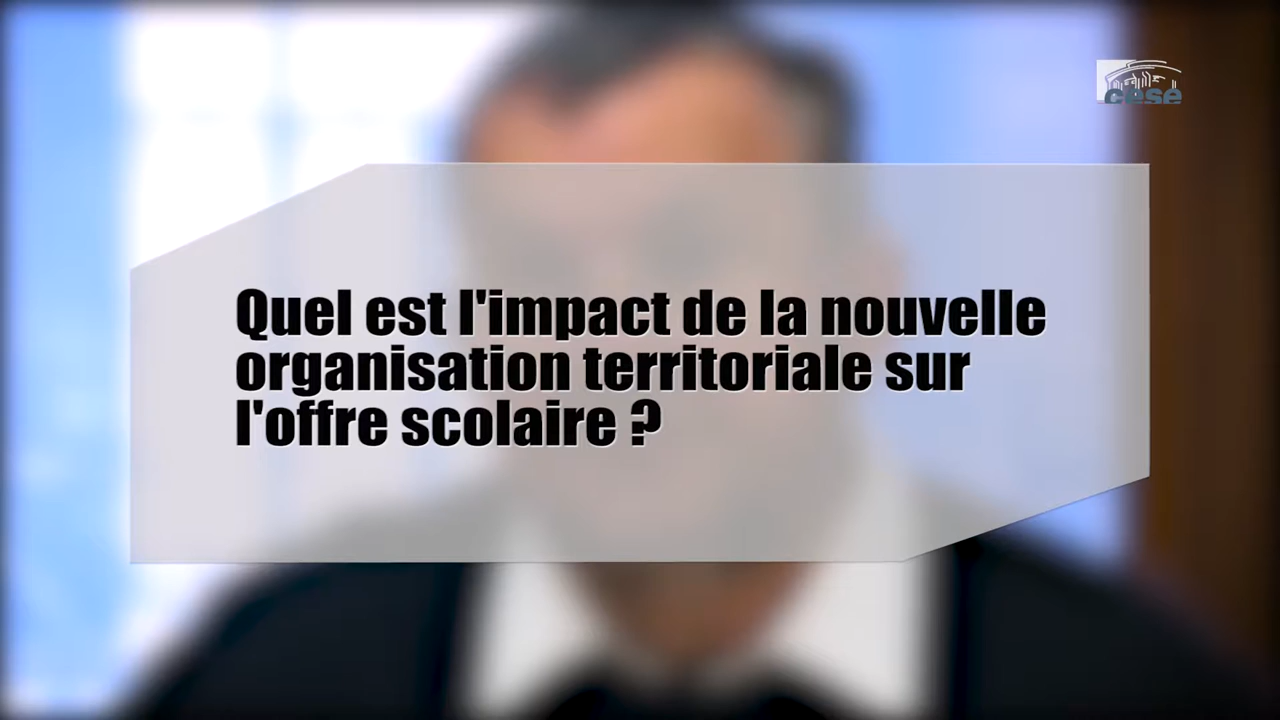 cese
Quel est l'impact de la nouvelle
organisation territoriale sur
l'offre scolaire ?